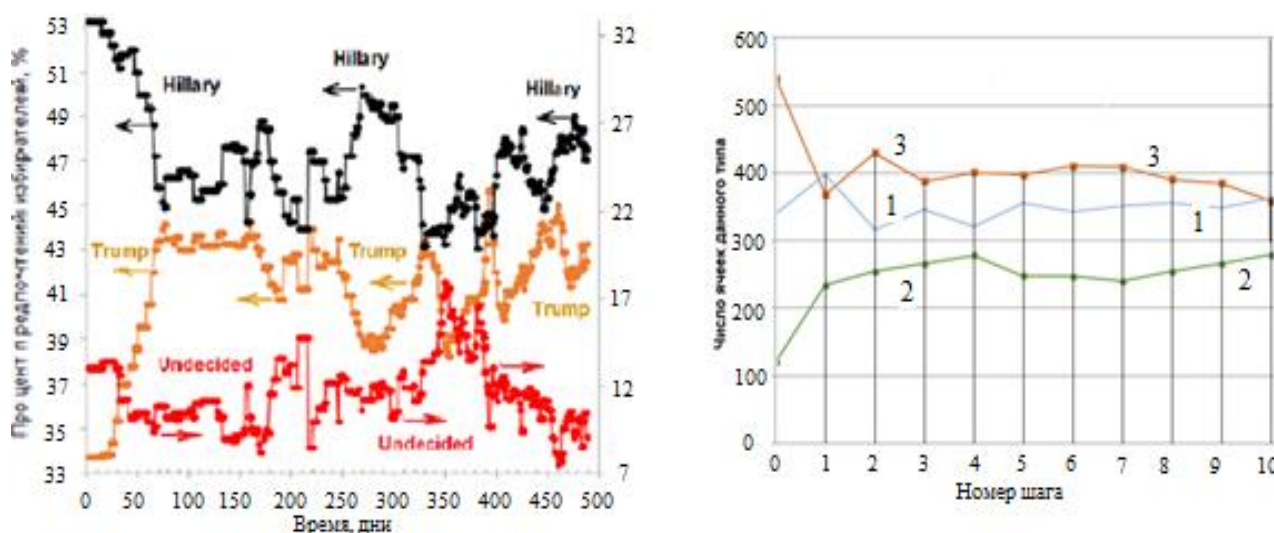 Процент предпочтений избирателей, %
53
51
49
47
45
43
41
39
37
35
33
32
27
22
17
12
7
Hillary
Hillary
Hillary
Trump
Trump
Trump
Undecided
Undecided
0 50 100 150 200 250 300 350 400 450 500
Время, дни
Число ячеек данного типа
600
500
400
300
200
100
0
3
3
1
1
2
2
0 1 2 3 4 5 6 7 8 9 10
Номер шага